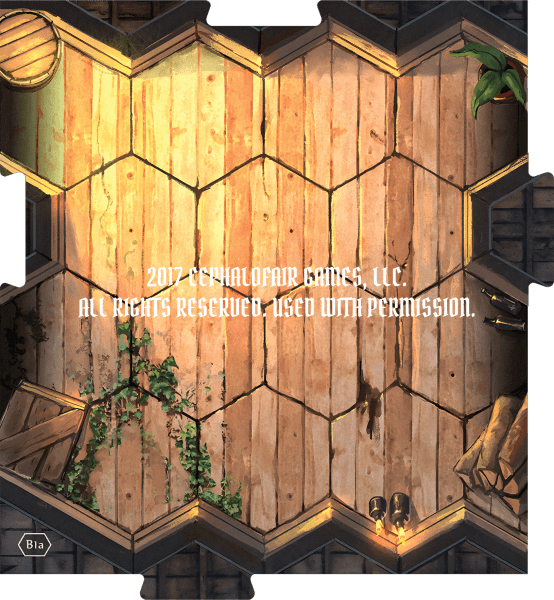 2017 CEPHALOFAIR GAMES, LLC.
ALL RIGHTS RESERVED. USED WITH PERMISSION.
B1a